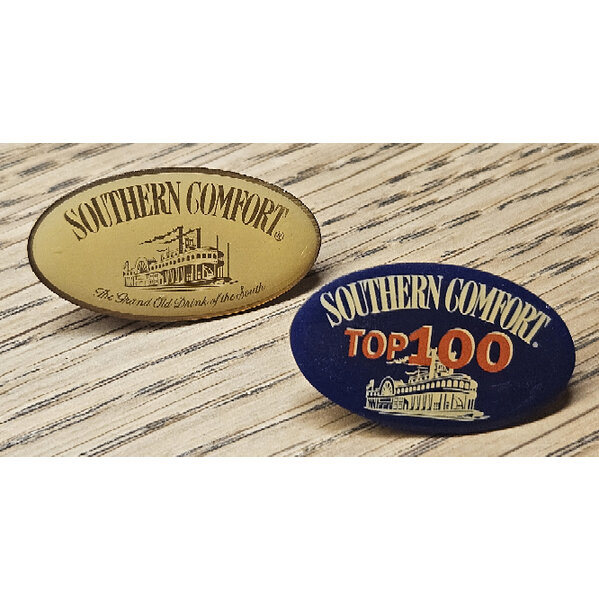 SOUTHERN COMFORT®
The Grand Old Drink of the South
SOUTHERN COMFORT®
TOP 100